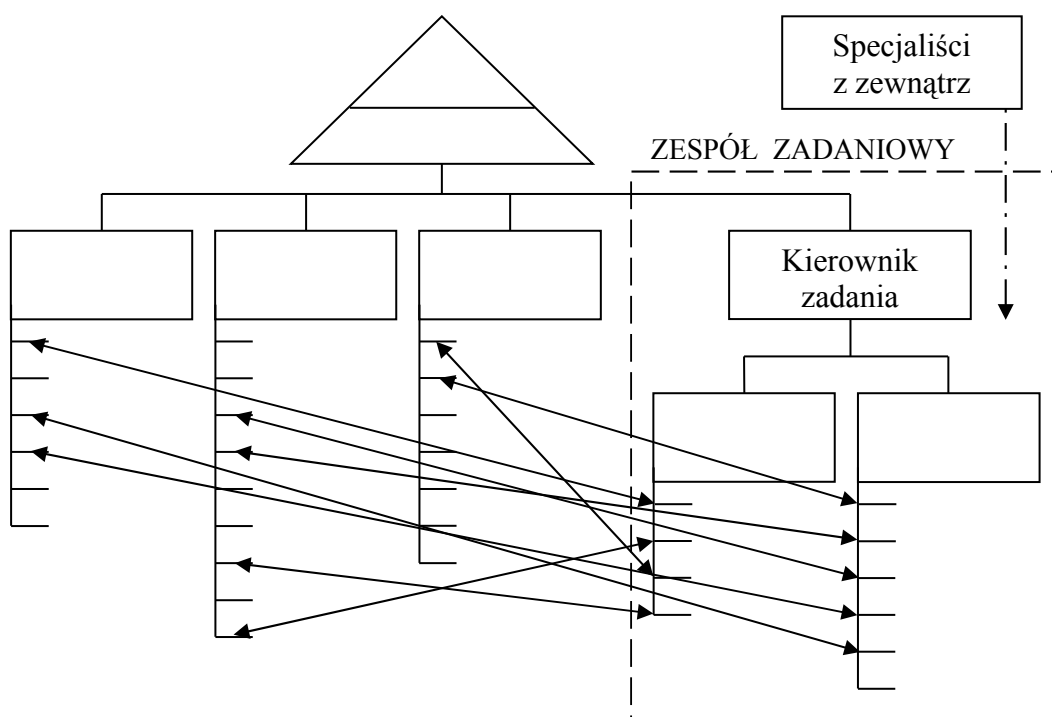 Specjaliści
z zewnątrz
ZESPÓŁ ZADANIOWY
Kierownik
zadania